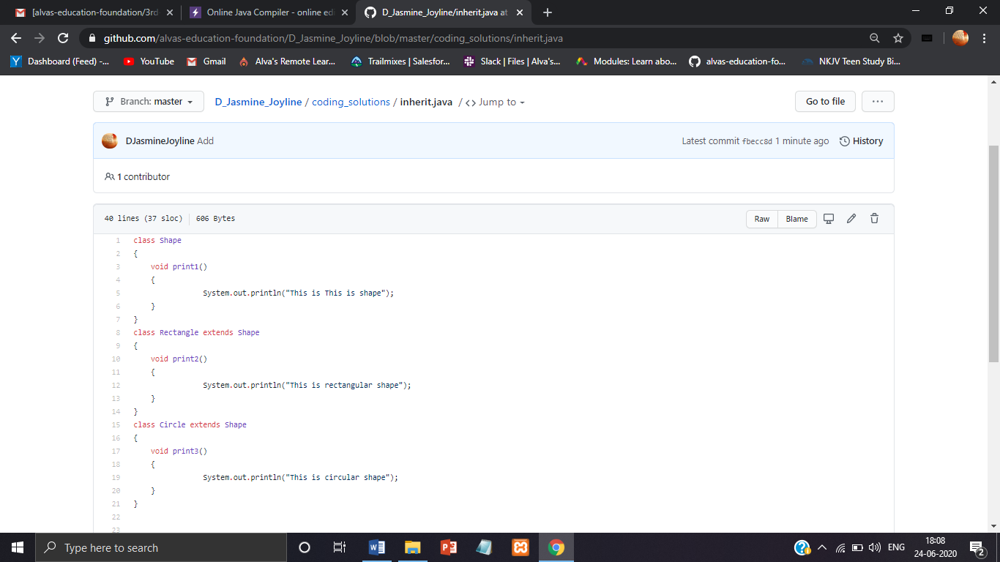 [alvas-education-foundation/3rd
Online Java Compiler - online edi
D_Jasmine_Joyline/inherit.java at
github.com/alvas-education-foundation/D_Jasmine_Joyline/blob/master/coding_solutions/inherit.java
Dashboard (Feed) -... YouTube Gmail Alva's Remote Lear... Trailmixes | Salesfor... Slack | Files | Alva's... Modules: Learn abo... alvas-education-fo... NKJV Teen Study Bi...
Branch: master D_Jasmine_Joyline / coding_solutions / inherit.java / <> Jump to Go to file ...
DJasmineJoyline Add Latest commit fbecc8d 1 minute ago History
1 contributor
40 lines (37 sloc) 606 Bytes Raw Blame
1 class Shape
2 {
3 void print1()
4 {
5 System.out.println("This is This is shape");
6 }
7 }
8 class Rectangle extends Shape
9 {
10 void print2()
11 {
12 System.out.println("This is rectangular shape");
13 }
14 }
15 class Circle extends Shape
16 {
17 void print3()
18 {
19 System.out.println("This is circular shape");
20 }
21 }
22
23
Type here to search
ENG
18:08
24-06-2020
2